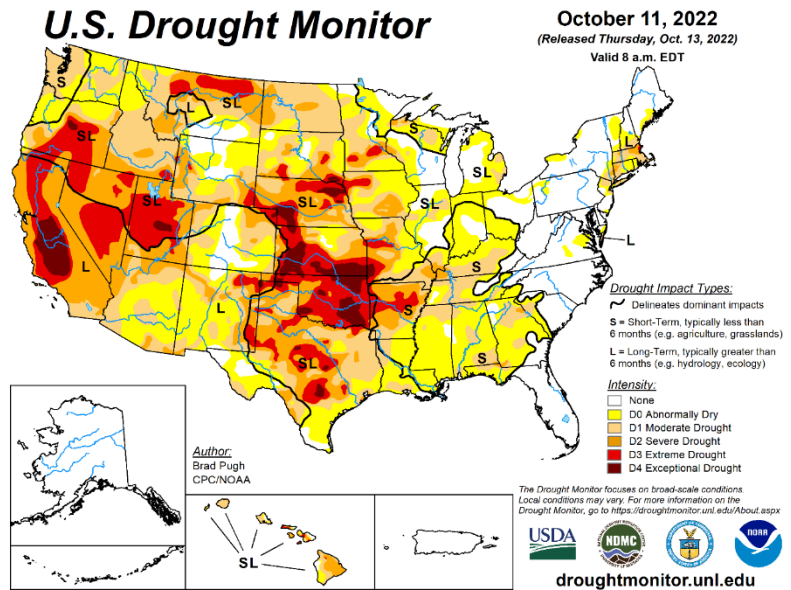 U.S. Drought Monitor
October 11, 2022
(Released Thursday, Oct. 13, 2022)
Valid 8 a.m. EDT
S
L
SL
SL
S
SL
L
SL
SL
SL
L
L
S
S
L
SL
S
L
Drought Impact Types:
Delineates dominant impacts
S = Short-Term, typically less than
6 months (e.g. agriculture, grasslands)
L = Long-Term, typically greater than
6 months (e.g. hydrology, ecology)
Intensity:
None
D0 Abnormally Dry
D1 Moderate Drought
D2 Severe Drought
D3 Extreme Drought
D4 Exceptional Drought
Author:
Brad Pugh
CPC/NOAA
SL
The Drought Monitor focuses on broad-scale conditions.
Local conditions may vary. For more information on the
Drought Monitor, go to https://droughtmonitor.unl.edu/About.aspx
USDA
NDMC
NOAA
droughtmonitor.unl.edu